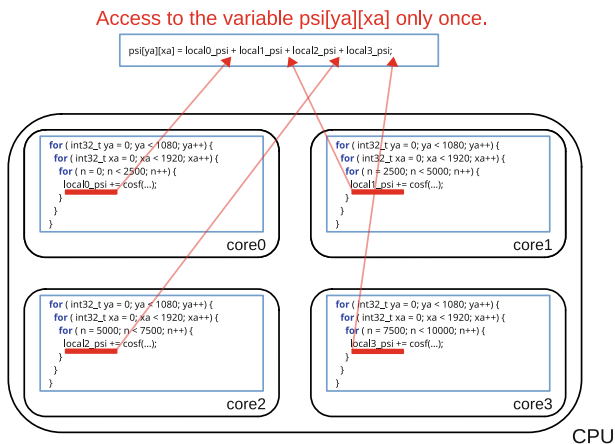 Access to the variable psi[ya][xa] only once.
psi[ya][xa] = local0_psi + local1_psi + local2_psi + local3_psi;
for ( int32_t ya = 0; ya < 1080; ya++) {
for ( int32_t xa = 0; xa < 1920; xa++) {
for ( n = 0; n < 2500; n++) {
local0_psi += cosf(...);
}
}
}
core0
for ( int32_t ya = 0; ya < 1080; ya++) {
for ( int32_t xa = 0; xa < 1920; xa++) {
for ( n = 2500; n < 5000; n++) {
local1_psi += cosf(...);
}
}
}
core1
for ( int32_t ya = 0; ya < 1080; ya++) {
for ( int32_t xa = 0; xa < 1920; xa++) {
for ( n = 5000; n < 7500; n++) {
local2_psi += cosf(...);
}
}
}
core2
for ( int32_t ya = 0; ya < 1080; ya++) {
for ( int32_t xa = 0; xa < 1920; xa++) {
for ( n = 7500; n < 10000; n++) {
local3_psi += cosf(...);
}
}
}
core3
CPU